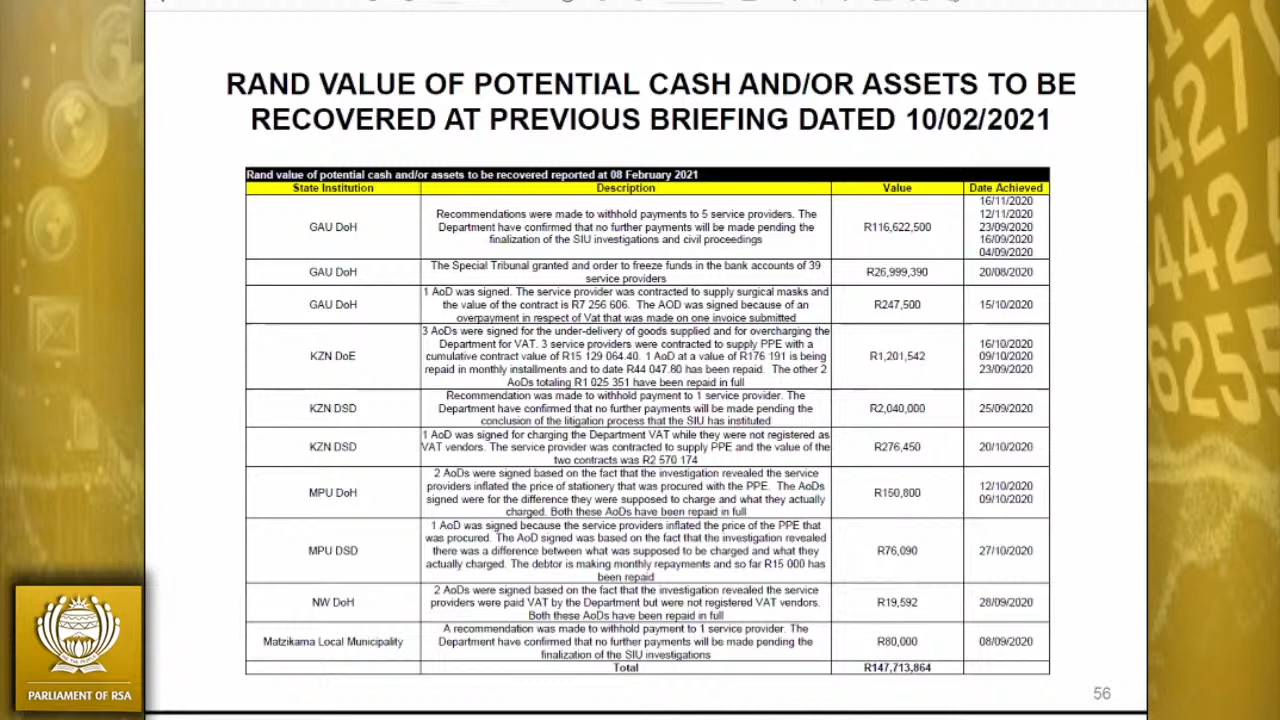 RAND VALUE OF POTENTIAL CASH AND/OR ASSETS TO BE
RECOVERED AT PREVIOUS BRIEFING DATED 10/02/2021
Rand value of potential cash and/or assets to be recovered reported at 08 February 2021
State Institution Description Value Date Achieved
GAU DoH
Recommendations were made to withhold payments to 5 service providers. The
Department have confirmed that no further payments will be made pending the
finalization of the SIU investigations and civil proceedings
R116,622,500
16/11/2020
12/11/2020
23/09/2020
16/09/2020
04/09/2020
GAU DoH
The Special Tribunal granted and order to freeze funds in the bank accounts of 39
service providers
R26,999,390
20/08/2020
GAU DoH
1 AoD was signed. The service provider was contracted to supply surgical masks and
the value of the contract is R7 256 606. The AOD was signed because of an
overpayment in respect of Vat that was made on one invoice submitted
R247,500
15/10/2020
KZN DoE
3 AoDs were signed for the under-delivery of goods supplied and for overcharging the
Department for VAT. 3 service providers were contracted to supply PPE with a
cumulative contract value of R15 129 064.40. 1 AoD at a value of R176 191 is being
repaid in monthly installments and to date R44 047.80 has been repaid. The other 2
AoDs totaling R1 025 351 have been repaid in full
R1,201,542
16/10/2020
09/10/2020
23/09/2020
KZN DSD
Recommendation was made to withhold payment to 1 service provider. The
Department have confirmed that no further payments will be made pending the
conclusion of the litigation process that the SIU has instituted
R2,040,000
25/09/2020
KZN DSD
1 AoD was signed for charging the Department VAT while they were not registered as
VAT vendors. The service provider was contracted to supply PPE and the value of the
two contracts was R2 570 174
R276,450
20/10/2020
MPU DoH
2 AoDs were signed based on the fact that the investigation revealed the service
providers inflated the price of stationery that was procured with the PPE. The AoDs
signed were for the difference they were supposed to charge and what they actually
charged. Both these AoDs have been repaid in full
R150,800
12/10/2020
09/10/2020
MPU DSD
1 AoD was signed because the service providers inflated the price of the PPE that
was procured. The AoD signed was based on the fact that the investigation revealed
there was a difference between what was supposed to be charged and what they
actually charged. The debtor is making monthly repayments and so far R15 000 has
been repaid
R76,090
27/10/2020
NW DoH
2 AoDs were signed based on the fact that the investigation revealed the service
providers were paid VAT by the Department but were not registered VAT vendors.
Both these AoDs have been repaid in full
R19,592
28/09/2020
Matzikama Local Municipality
A recommendation was made to withhold payment to 1 service provider. The
Department have confirmed that no further payments will be made pending the
finalization of the SIU investigations
R80,000
08/09/2020
Total R147,713,864
56
PARLIAMENT OF RSA